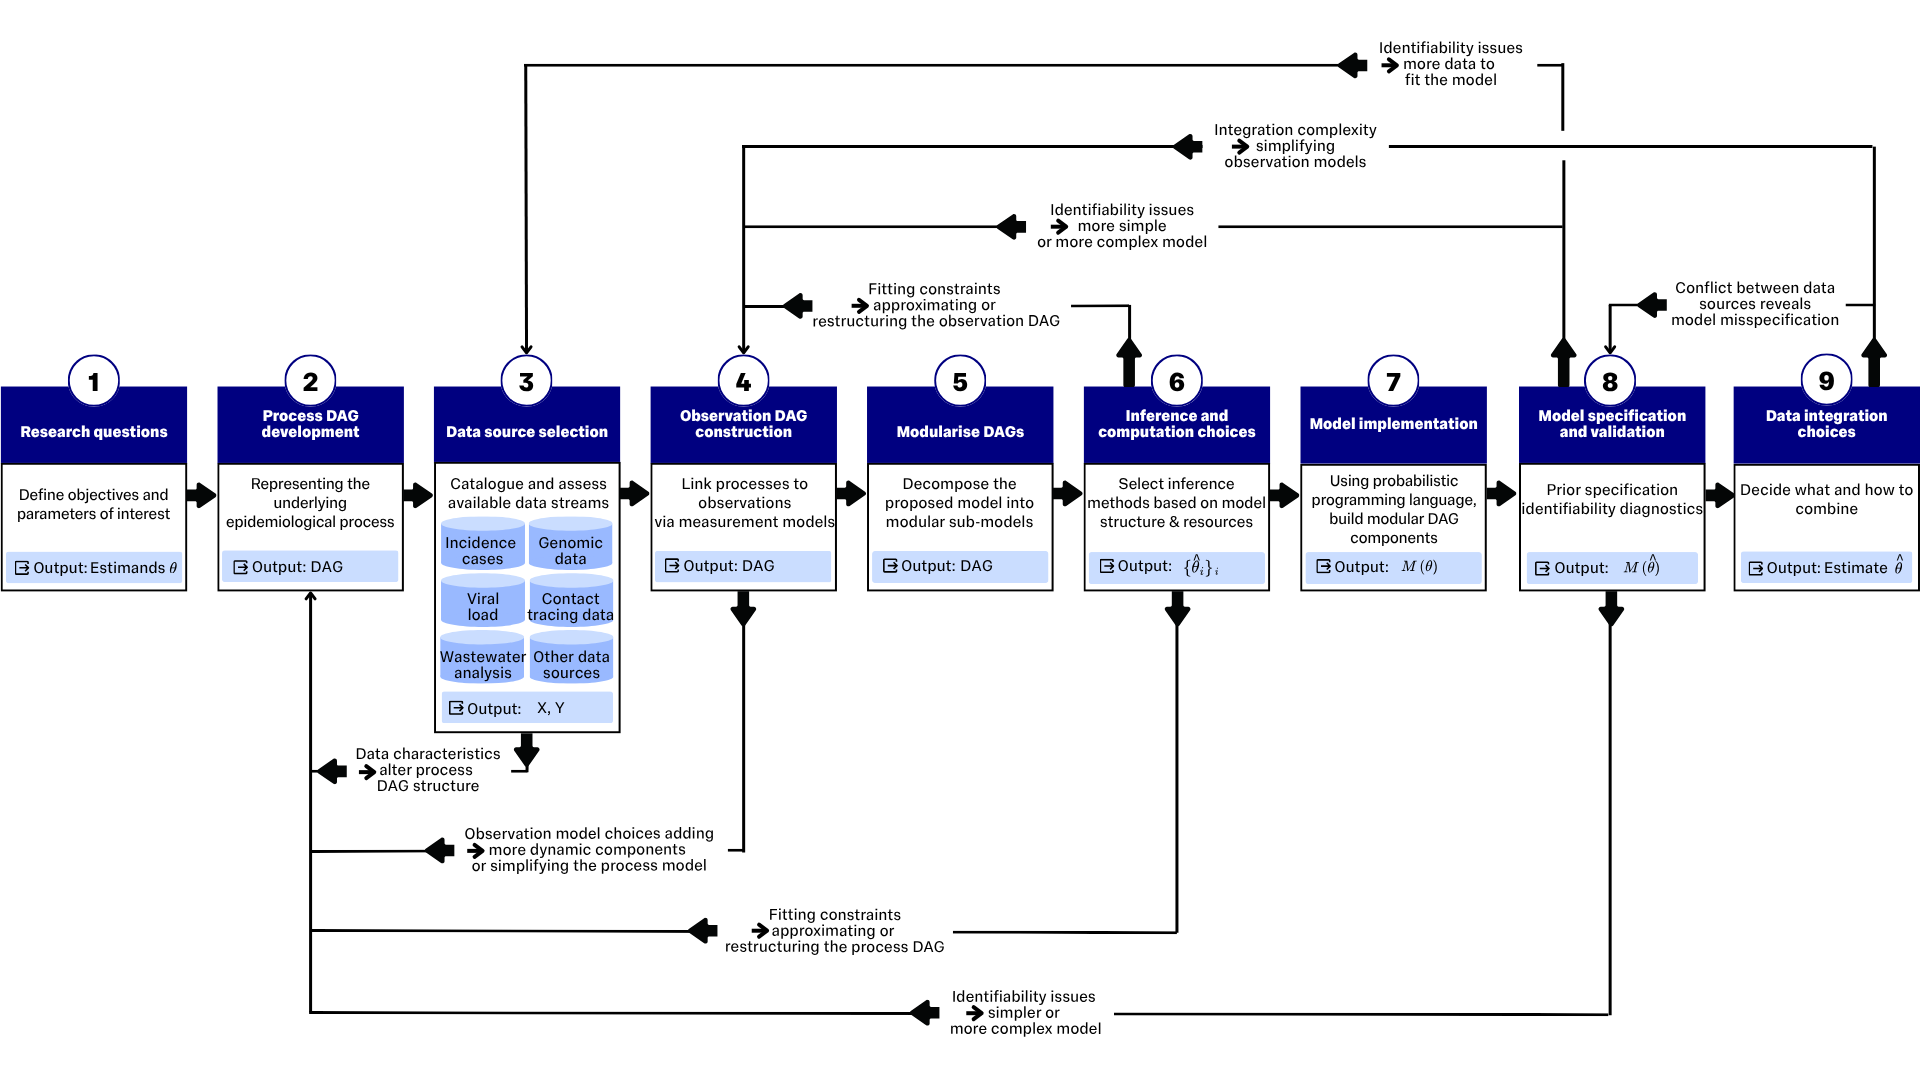 Identifiability issues
→ more data to
fit the model
Integration complexity
→ simplifying
observation models
Identifiability issues
→ more simple
or more complex model
Fitting constraints
→ approximating or
restructuring the observation DAG
Conflict between data
sources reveals
model misspecification
1
Research questions
Define objectives and
parameters of interest
Output: Estimands θ
2
Process DAG
development
Representing the
underlying
epidemiological process
Output: DAG
3
Data source selection
Catalogue and assess
available data streams
Incidence
cases
Genomic
data
Viral
load
Contact
tracing data
Wastewater
analysis
Other data
sources
Output: X, Y
4
Observation DAG
construction
Link processes to
observations
via measurement models
Output: DAG
5
Modularise DAGs
Decompose the
proposed model into
modular sub-models
Output: DAG
6
Inference and
computation choices
Select inference
methods based on model
structure & resources
Output: {θ̂ᵢ}ᵢ
7
Model implementation
Using probabilistic
programming language,
build modular DAG
components
Output: M(θ)
8
Model specification
and validation
Prior specification
identifiability diagnostics
Output: M(θ̂)
9
Data integration
choices
Decide what and how to
combine
Output: Estimate θ̂
Data characteristics
→ alter process
DAG structure
Observation model choices adding
→ more dynamic components
or simplifying the process model
Fitting constraints
→ approximating or
restructuring the process DAG
Identifiability issues
→ simpler or
more complex model